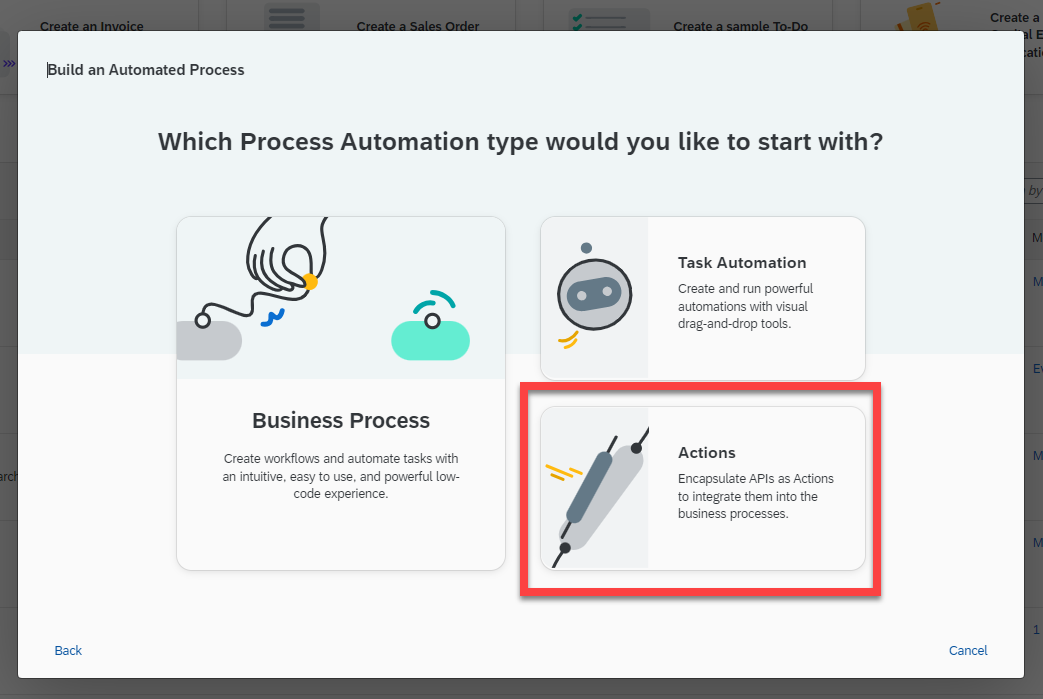 Create an Invoice
Create a Sales Order
Create a sample To-Do
Create a
Build an Automated Process
Which Process Automation type would you like to start with?
Task Automation
Create and run powerful
automations with visual
drag-and-drop tools.
Business Process
Create workflows and automate tasks with
an intuitive, easy to use, and powerful low-
code experience.
Actions
Encapsulate APIs as Actions
to integrate them into the
business processes.
Back
Cancel
by
1